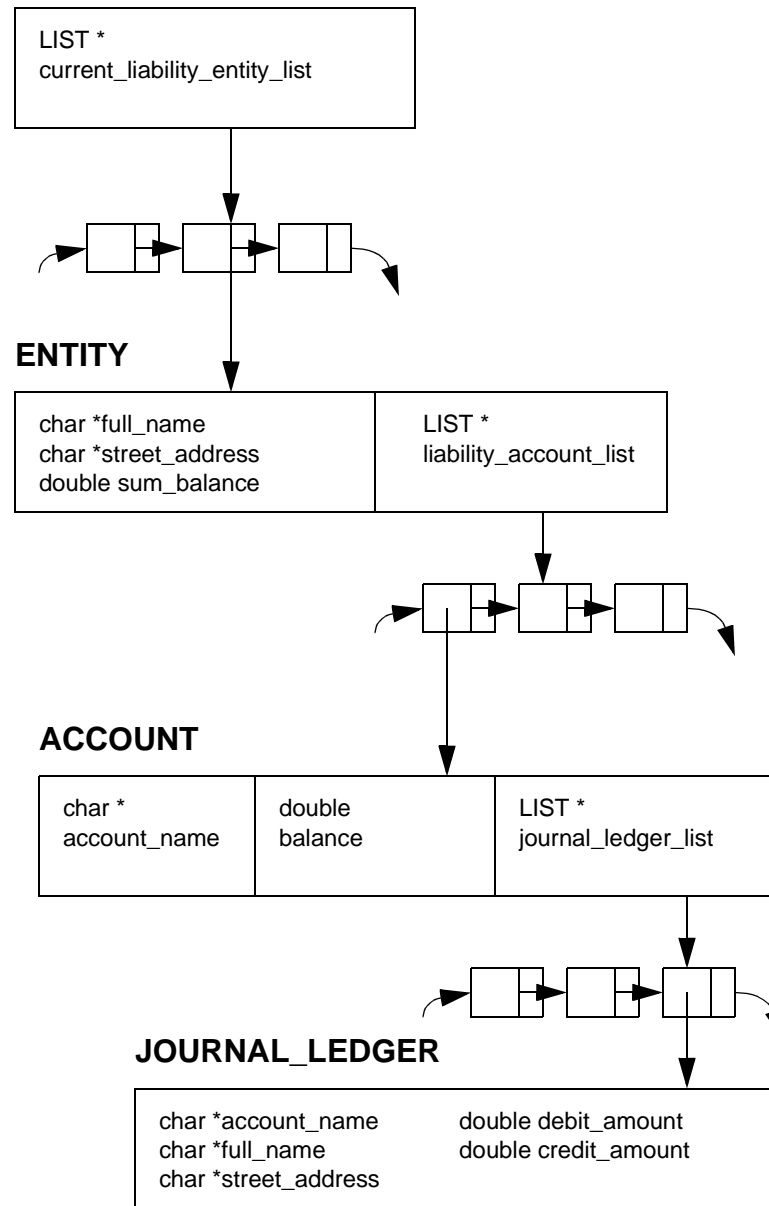 LIST *
current_liability_entity_list
ENTITY
char *full_name
char *street_address
double sum_balance
LIST *
liability_account_list
ACCOUNT
char *
account_name
double
balance
LIST *
journal_ledger_list
JOURNAL_LEDGER
char *account_name
char *full_name
char *street_address
double debit_amount
double credit_amount